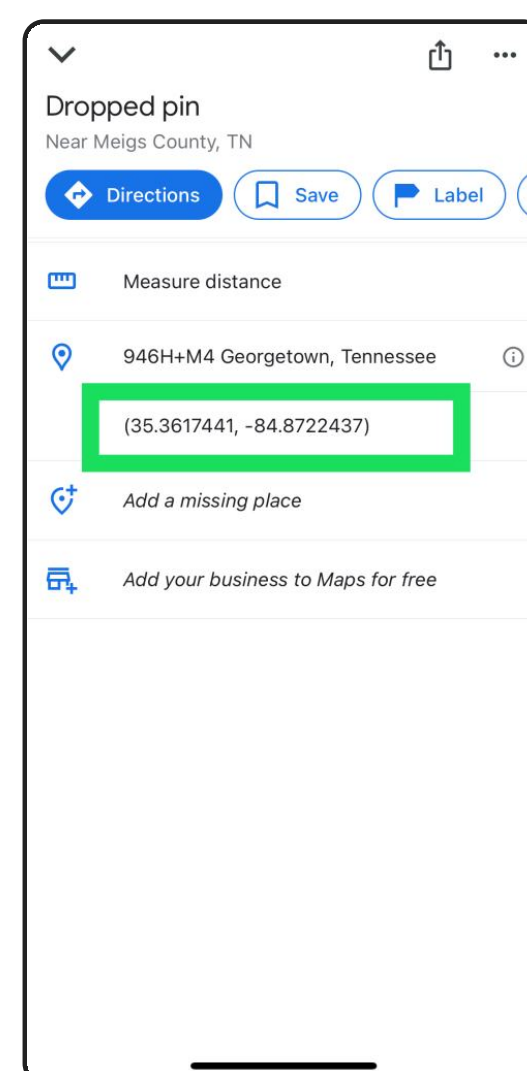 Dropped pin
Near Meigs County, TN
Directions Save Label
Measure distance
946H+M4 Georgetown, Tennessee
(35.3617441, -84.8722437)
Add a missing place
Add your business to Maps for free